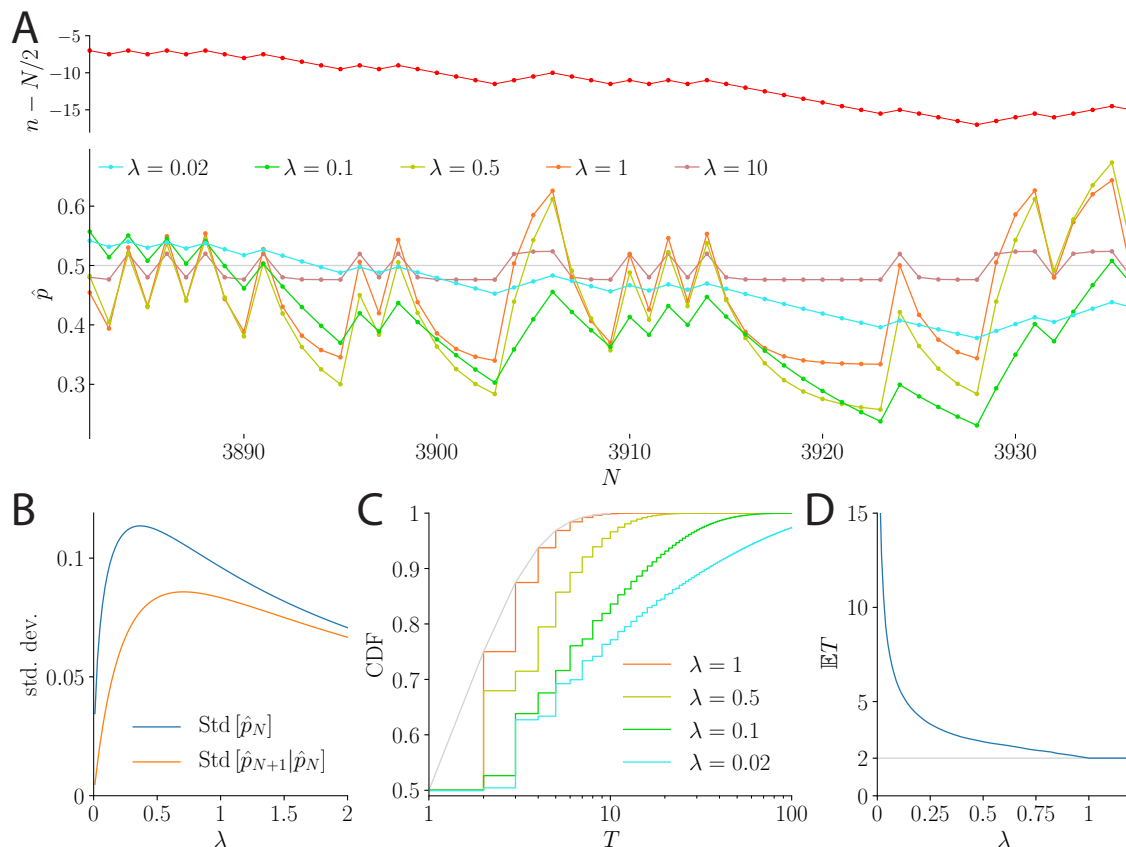 A
n − N/2
−5
−10
−15
λ = 0.02
λ = 0.1
λ = 0.5
λ = 1
λ = 10
p̂
0.6
0.5
0.4
0.3
3890
3900
3910
3920
3930
N
B
std. dev.
0.1
0.05
0
Std [p̂_N]
Std [p̂_{N+1}|p̂_N]
0
0.5
1
1.5
2
λ
C
CDF
1
0.9
0.8
0.7
0.6
0.5
λ = 1
λ = 0.5
λ = 0.1
λ = 0.02
1
10
100
T
D
𝔼T
15
10
5
2
0
0.25
0.5
0.75
1
λ